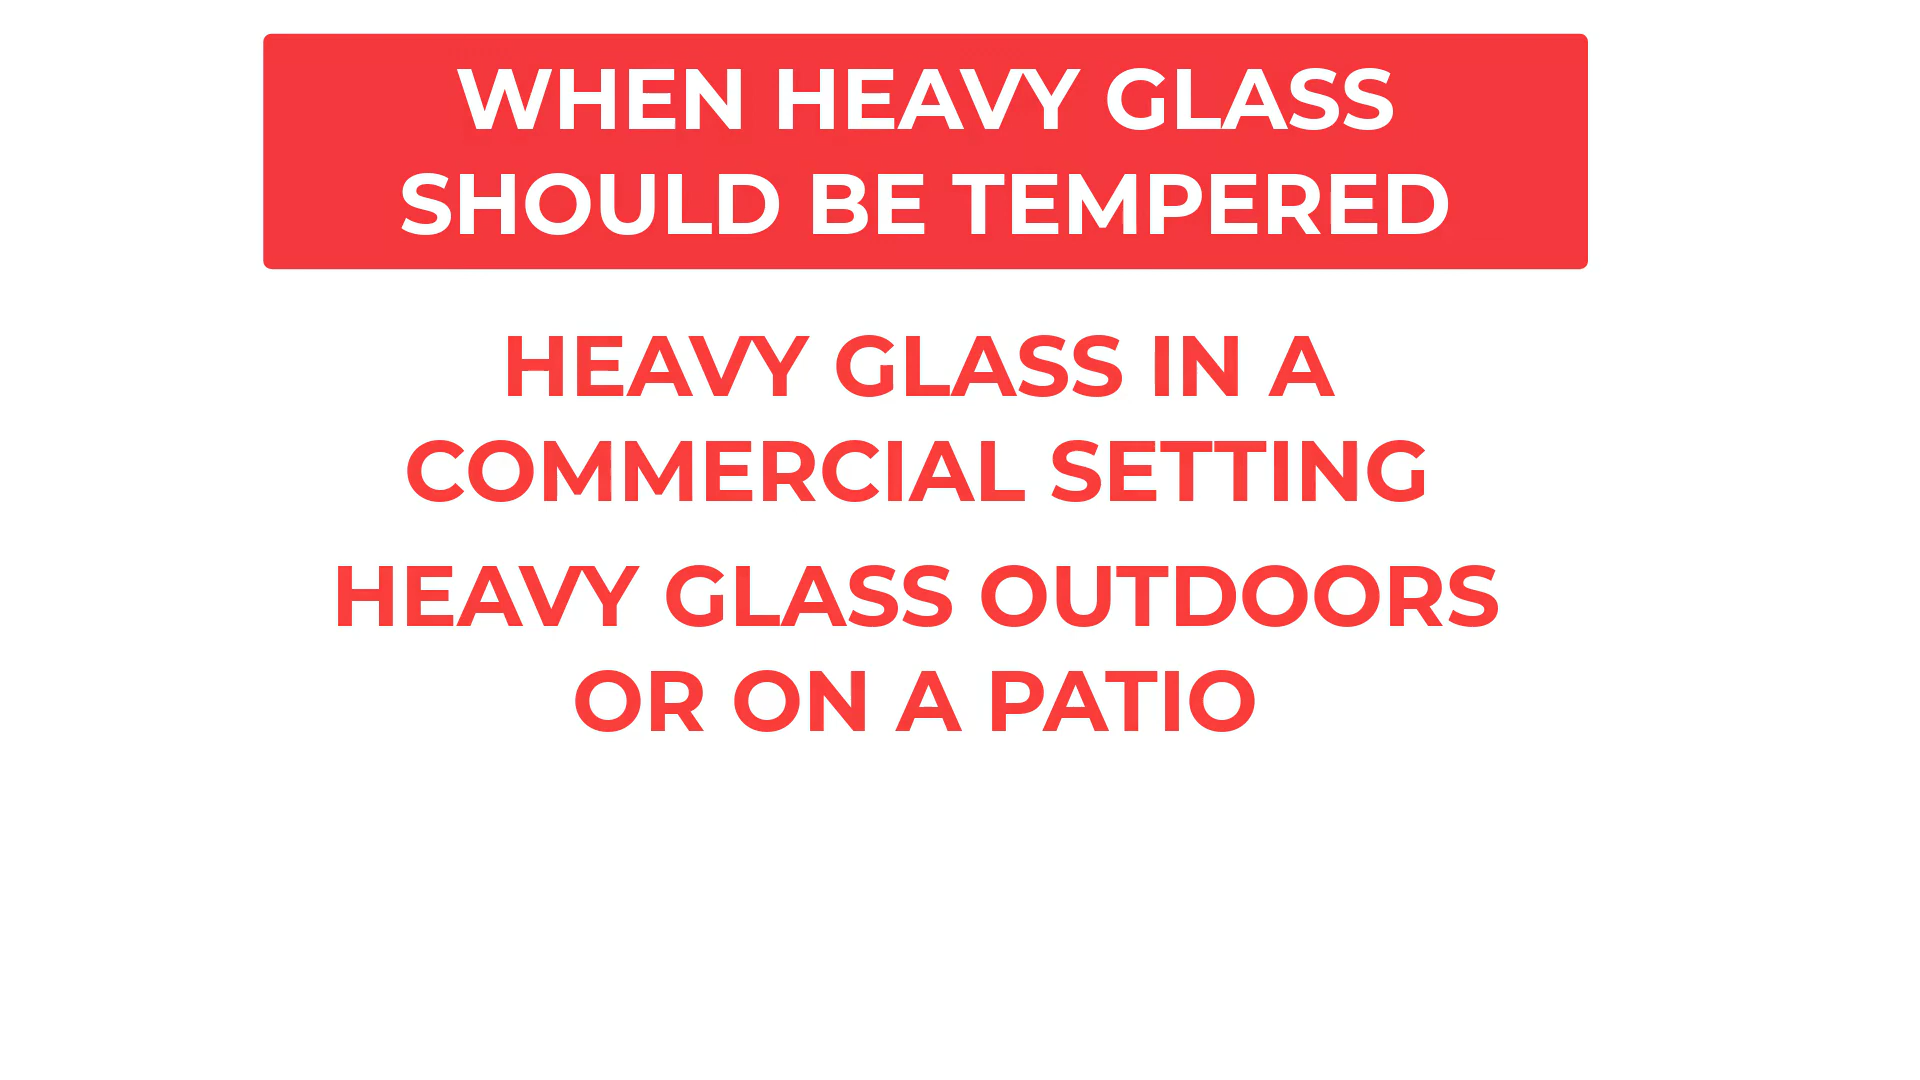 WHEN HEAVY GLASS
SHOULD BE TEMPERED
HEAVY GLASS IN A
COMMERCIAL SETTING
HEAVY GLASS OUTDOORS
OR ON A PATIO